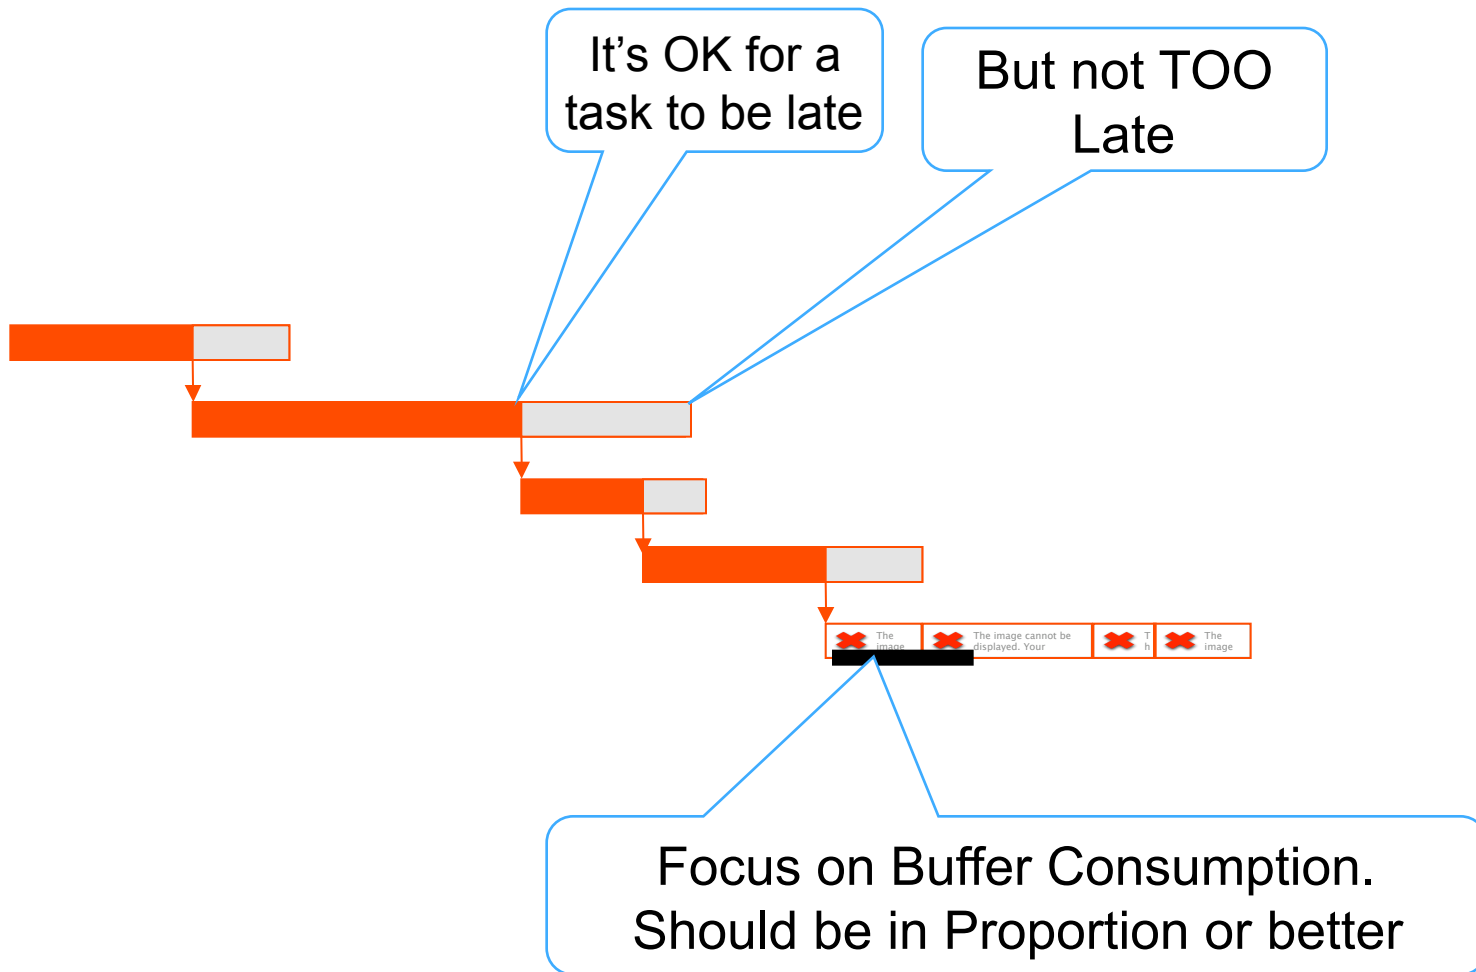 It's OK for a
task to be late
But not TOO
Late
The
image
The image cannot be
displayed. Your
T
h
The
image
Focus on Buffer Consumption.
Should be in Proportion or better